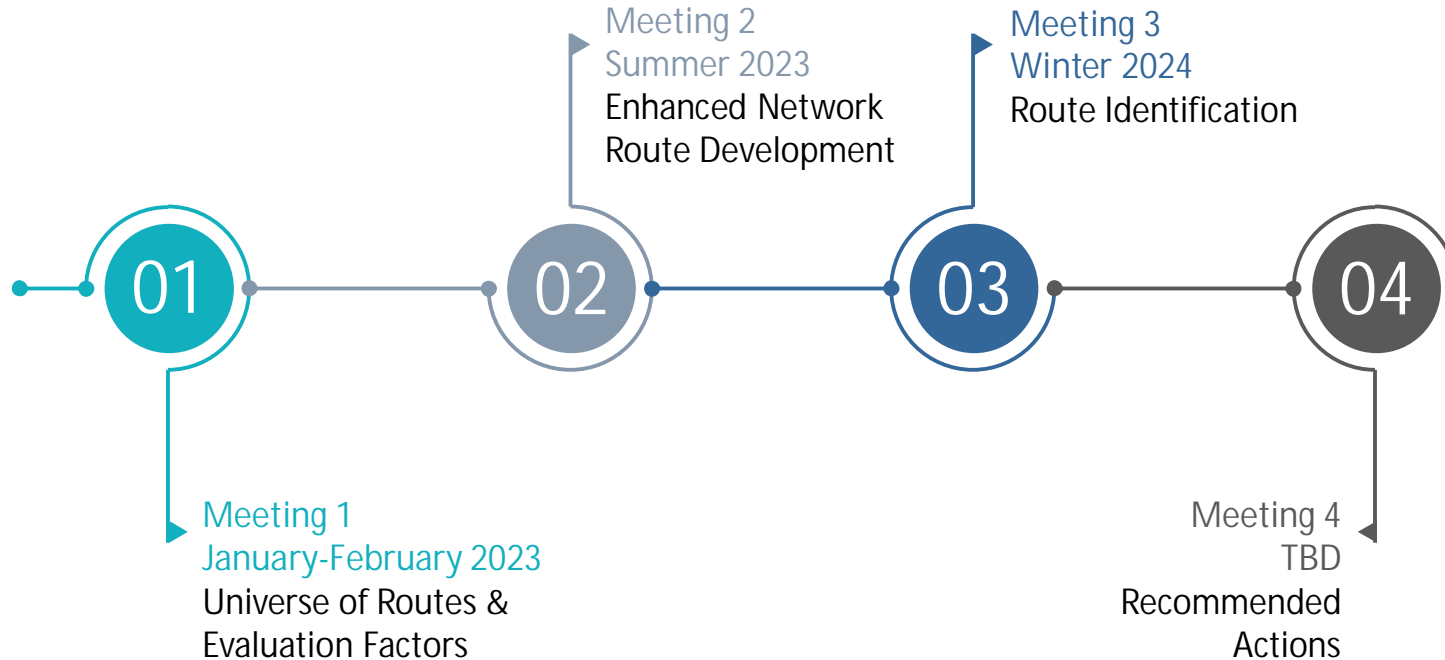 Meeting 2
Summer 2023
Enhanced Network
Route Development
Meeting 3
Winter 2024
Route Identification
01
02
03
04
Meeting 1
January-February 2023
Universe of Routes &
Evaluation Factors
Meeting 4
TBD
Recommended
Actions